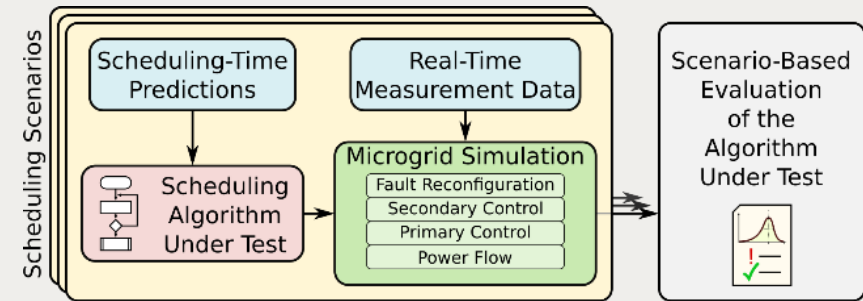 Scheduling Scenarios
Scheduling-Time
Predictions
Real-Time
Measurement Data
Scheduling
Algorithm
Under Test
Microgrid Simulation
Fault Reconfiguration
Secondary Control
Primary Control
Power Flow
Scenario-Based
Evaluation
of the
Algorithm
Under Test
!